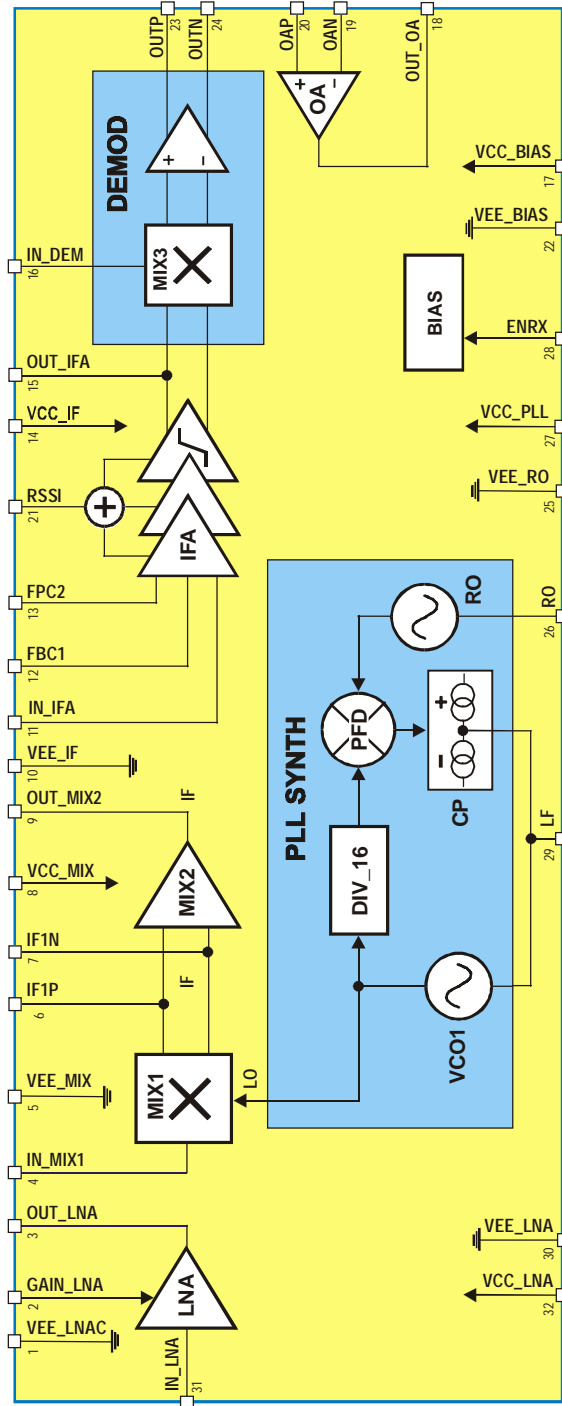 VEE_LNAC
1
GAIN_LNA
2
OUT_LNA
3
IN_MIX1
4
VEE_MIX
5
IF1P
6
IF1N
7
VCC_MIX
8
OUT_MIX2
9
VEE_IF
10
IN_IFA
11
FBC1
12
FPC2
13
RSSI
21
VCC_IF
14
OUT_IFA
15
IN_DEM
16
OUTP
23
OUTN
24
OAP
20
OAN
19
OUT_OA
18
IN_LNA
31
LNA
MIX1
LO
IF
IF
MIX2
IFA
+
DEMOD
MIX3
+
−
+
−
OA
PLL SYNTH
VCO1
DIV_16
PFD
− +
CP
RO
BIAS
VCC_LNA
32
VEE_LNA
30
LF
29
RO
26
VEE_RO
25
VCC_PLL
27
ENRX
28
VEE_BIAS
22
VCC_BIAS
17